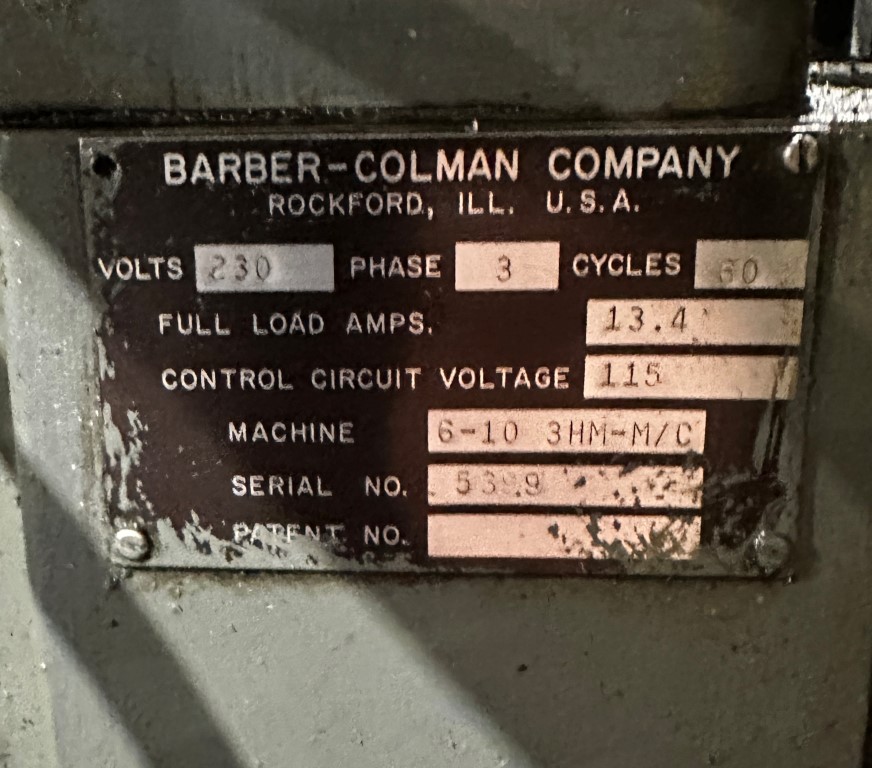 BARBER-COLMAN COMPANY
ROCKFORD, ILL. U.S.A.
VOLTS 230 PHASE 3 CYCLES 60
FULL LOAD AMPS. 13.4
CONTROL CIRCUIT VOLTAGE 115
MACHINE 6-10 3HM-M/C
SERIAL NO.
PATENT NO.